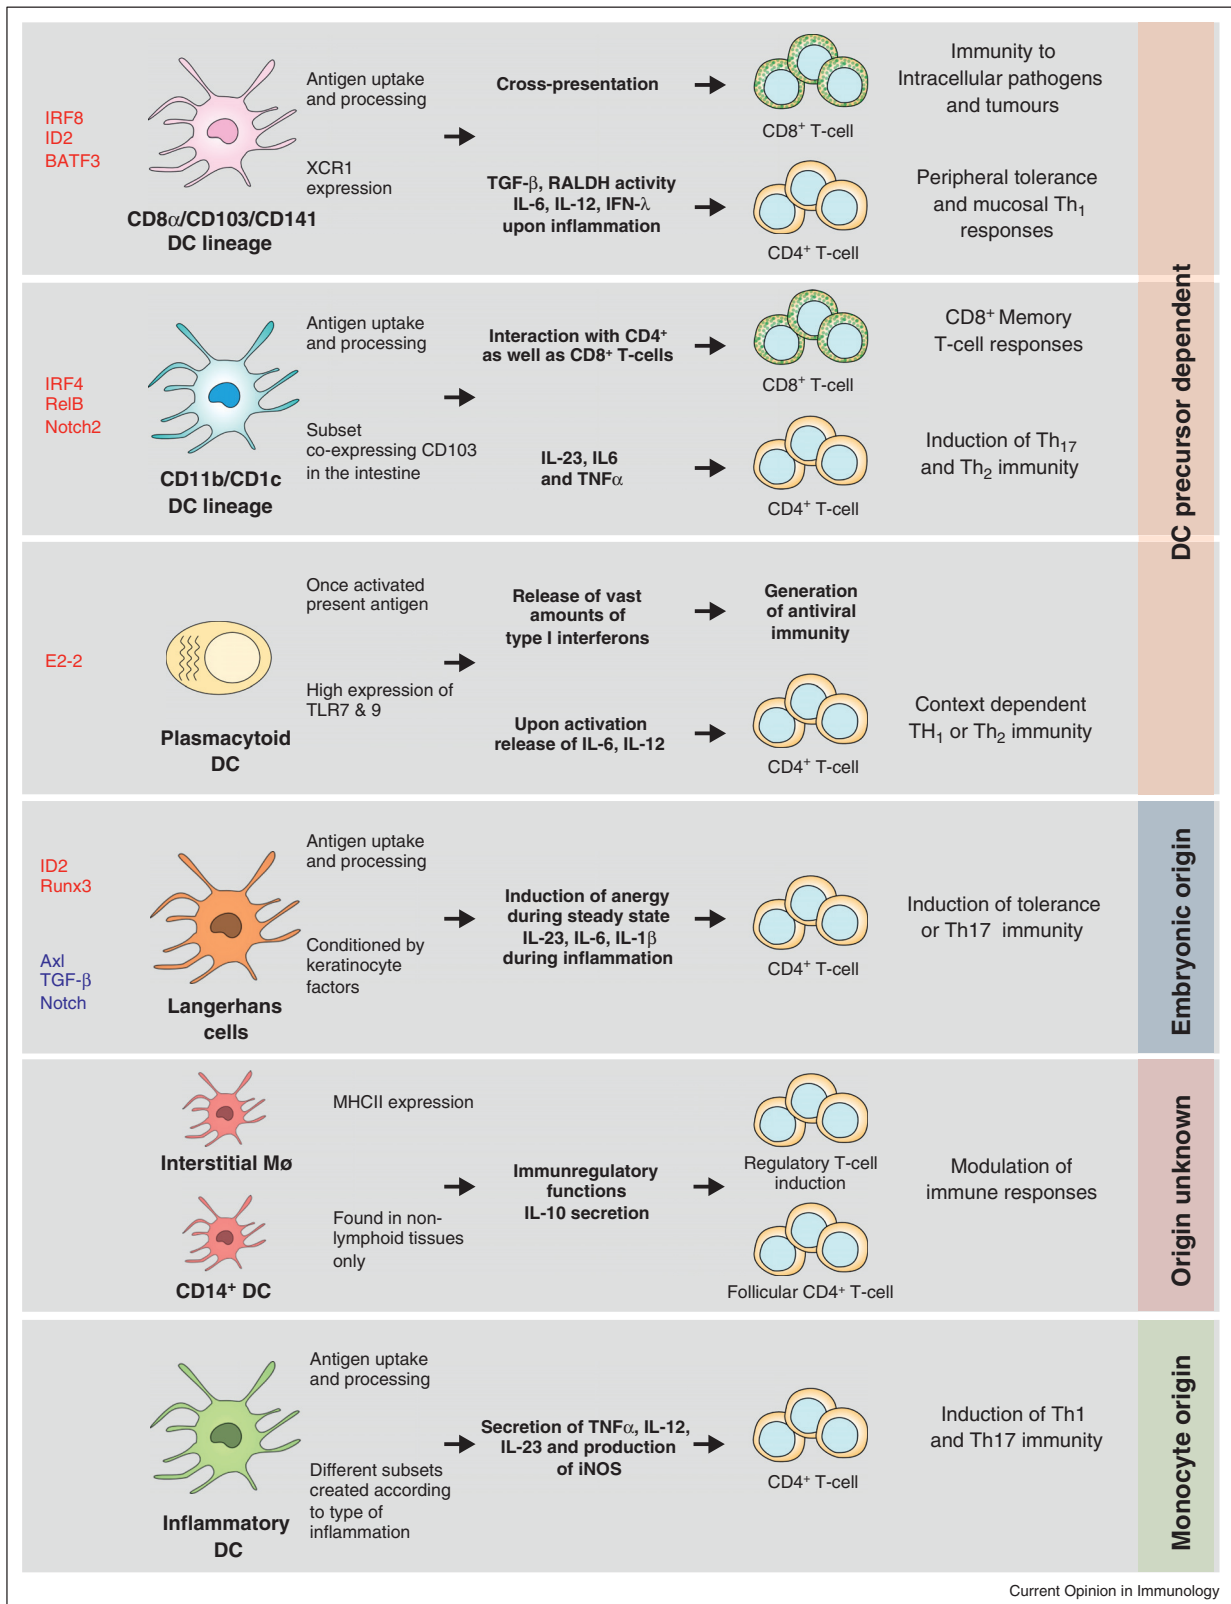 IRF8
ID2
BATF3
CD8α/CD103/CD141
DC lineage
Antigen uptake
and processing
XCR1
expression
Cross-presentation
TGF-β, RALDH activity
IL-6, IL-12, IFN-λ
upon inflammation
CD8⁺ T-cell
CD4⁺ T-cell
Immunity to
Intracellular pathogens
and tumours
Peripheral tolerance
and mucosal Th₁
responses
IRF4
RelB
Notch2
CD11b/CD1c
DC lineage
Antigen uptake
and processing
Subset
co-expressing CD103
in the intestine
Interaction with CD4⁺
as well as CD8⁺ T-cells
IL-23, IL6
and TNFα
CD8⁺ T-cell
CD4⁺ T-cell
CD8⁺ Memory
T-cell responses
Induction of Th₁₇
and Th₂ immunity
E2-2
Plasmacytoid
DC
Once activated
present antigen
High expression of
TLR7 & 9
Release of vast
amounts of
type I interferons
Upon activation
release of IL-6, IL-12
Generation
of antiviral
immunity
CD4⁺ T-cell
Context dependent
TH₁ or Th₂ immunity
DC precursor dependent
ID2
Runx3
Axl
TGF-β
Notch
Langerhans
cells
Antigen uptake
and processing
Conditioned by
keratinocyte
factors
Induction of anergy
during steady state
IL-23, IL-6, IL-1β
during inflammation
CD4⁺ T-cell
Induction of tolerance
or Th17 immunity
Embryonic origin
Interstitial Mø
CD14⁺ DC
MHCII expression
Found in non-
lymphoid tissues
only
Immunregulatory
functions
IL-10 secretion
Regulatory T-cell
induction
Follicular CD4⁺ T-cell
Modulation of
immune responses
Origin unknown
Inflammatory
DC
Antigen uptake
and processing
Different subsets
created according
to type of
inflammation
Secretion of TNFα, IL-12,
IL-23 and production
of iNOS
CD4⁺ T-cell
Induction of Th1
and Th17 immunity
Monocyte origin
Current Opinion in Immunology